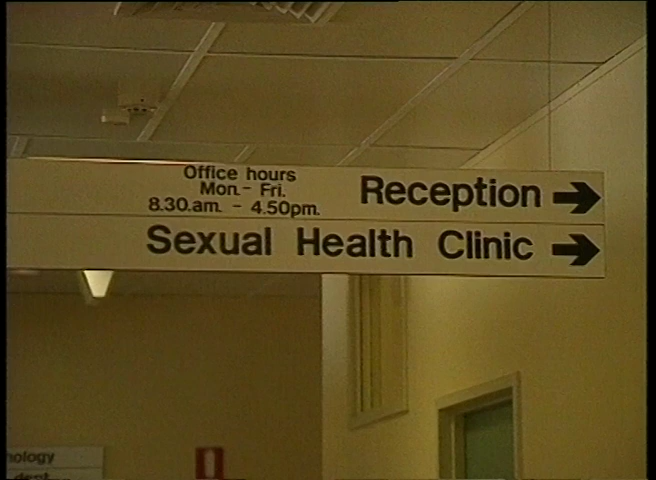 Office hours
Mon.- Fri.
8.30.am. - 4.50pm.
Reception
Sexual Health Clinic